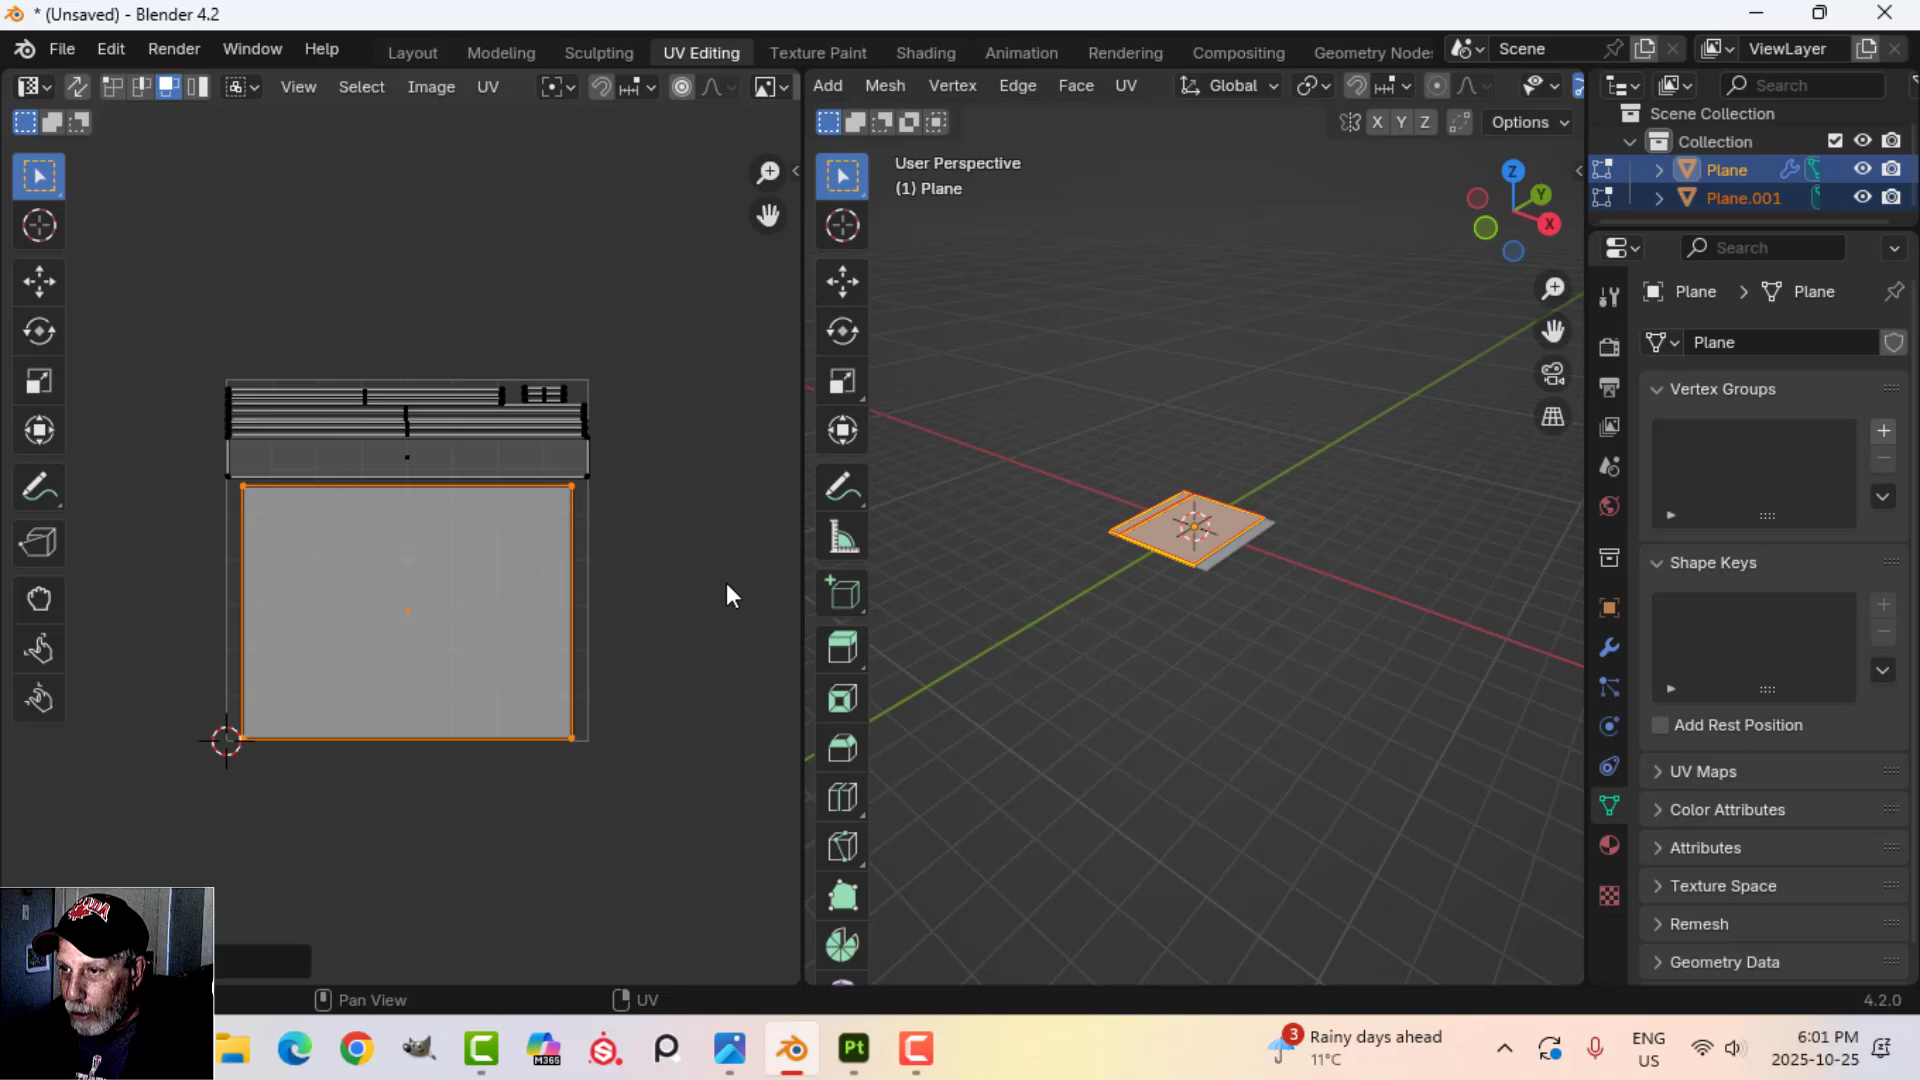 * (Unsaved) - Blender 4.2
File Edit Render Window Help
Layout Modeling Sculpting UV Editing Texture Paint Shading Animation Rendering Compositing Geometry Node
Scene
ViewLayer
View Select Image UV
Add Mesh Vertex Edge Face UV
Global
Search
X Y Z
Options
User Perspective
(1) Plane
Z
Y
X
Scene Collection
Collection
Plane
Plane.001
Search
Plane > Plane
Plane
Vertex Groups
Shape Keys
Add Rest Position
UV Maps
Color Attributes
Attributes
Texture Space
Remesh
Geometry Data
Pan View
UV
4.2.0
M365
Pt
3
Rainy days ahead
11°C
ENG
US
6:01 PM
2025-10-25